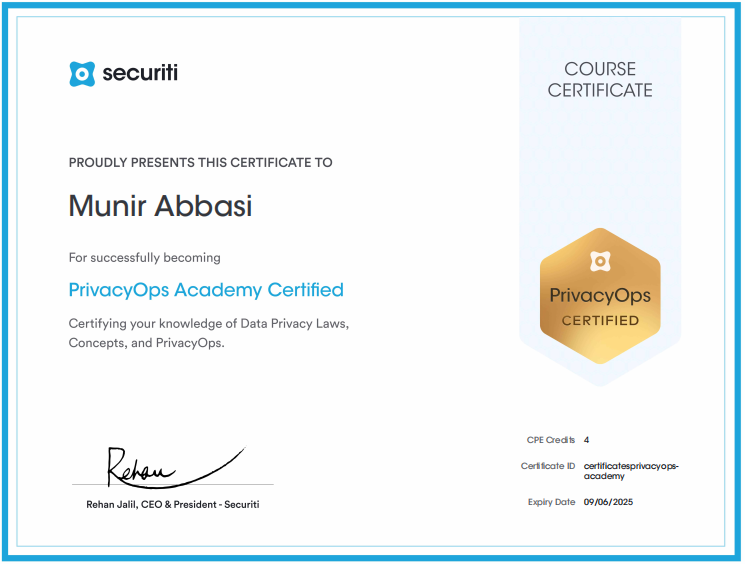 securiti
COURSE
CERTIFICATE
PROUDLY PRESENTS THIS CERTIFICATE TO
Munir Abbasi
For successfully becoming
PrivacyOps Academy Certified
Certifying your knowledge of Data Privacy Laws,
Concepts, and PrivacyOps.
PrivacyOps
CERTIFIED
Rehan
Rehan Jalil, CEO & President - Securiti
CPE Credits 4
Certificate ID certificatesprivacyops-
academy
Expiry Date 09/06/2025